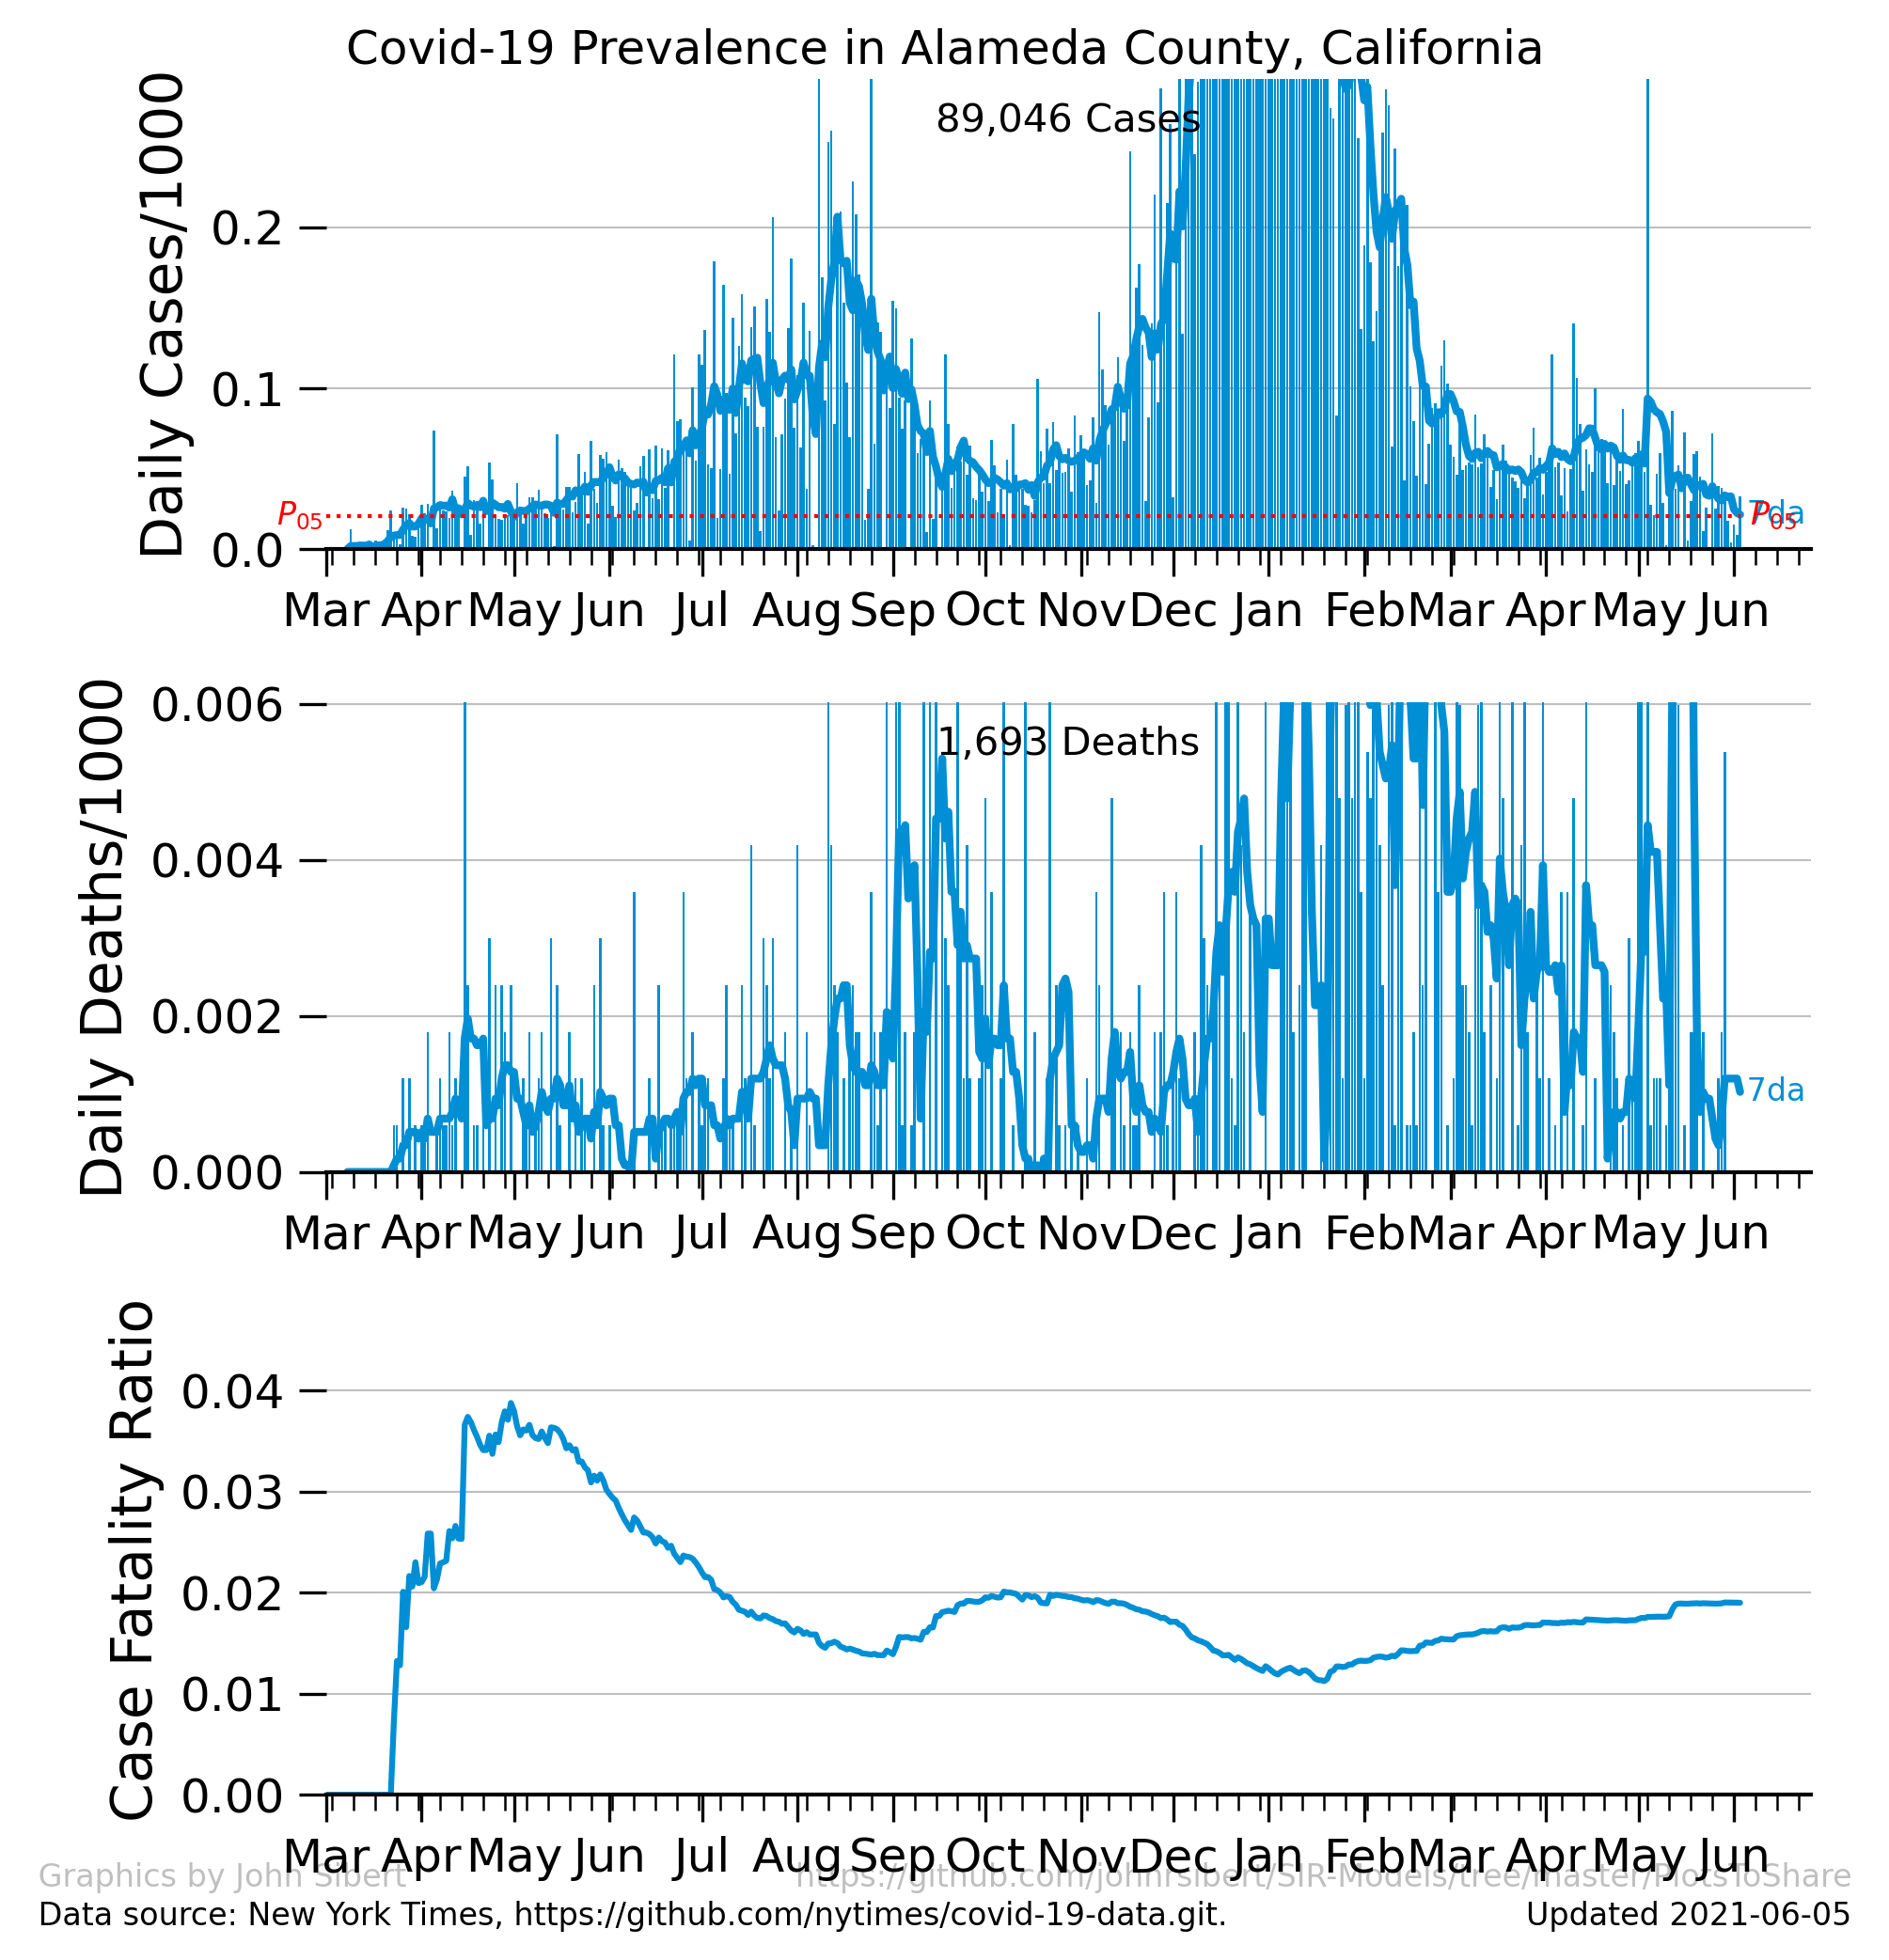 Covid-19 Prevalence in Alameda County, California
89,046 Cases
Daily Cases/1000
0.2
0.1
0.0
P05
7da
P05
Mar Apr May Jun Jul Aug Sep Oct Nov Dec Jan Feb Mar Apr May Jun
1,693 Deaths
Daily Deaths/1000
0.006
0.004
0.002
0.000
7da
Mar Apr May Jun Jul Aug Sep Oct Nov Dec Jan Feb Mar Apr May Jun
Case Fatality Ratio
0.04
0.03
0.02
0.01
0.00
Mar Apr May Jun Jul Aug Sep Oct Nov Dec Jan Feb Mar Apr May Jun
Graphics by John Sibert https://github.com/johnrsibert/SIR-Models/tree/master/PlotsToShare
Data source: New York Times, https://github.com/nytimes/covid-19-data.git. Updated 2021-06-05